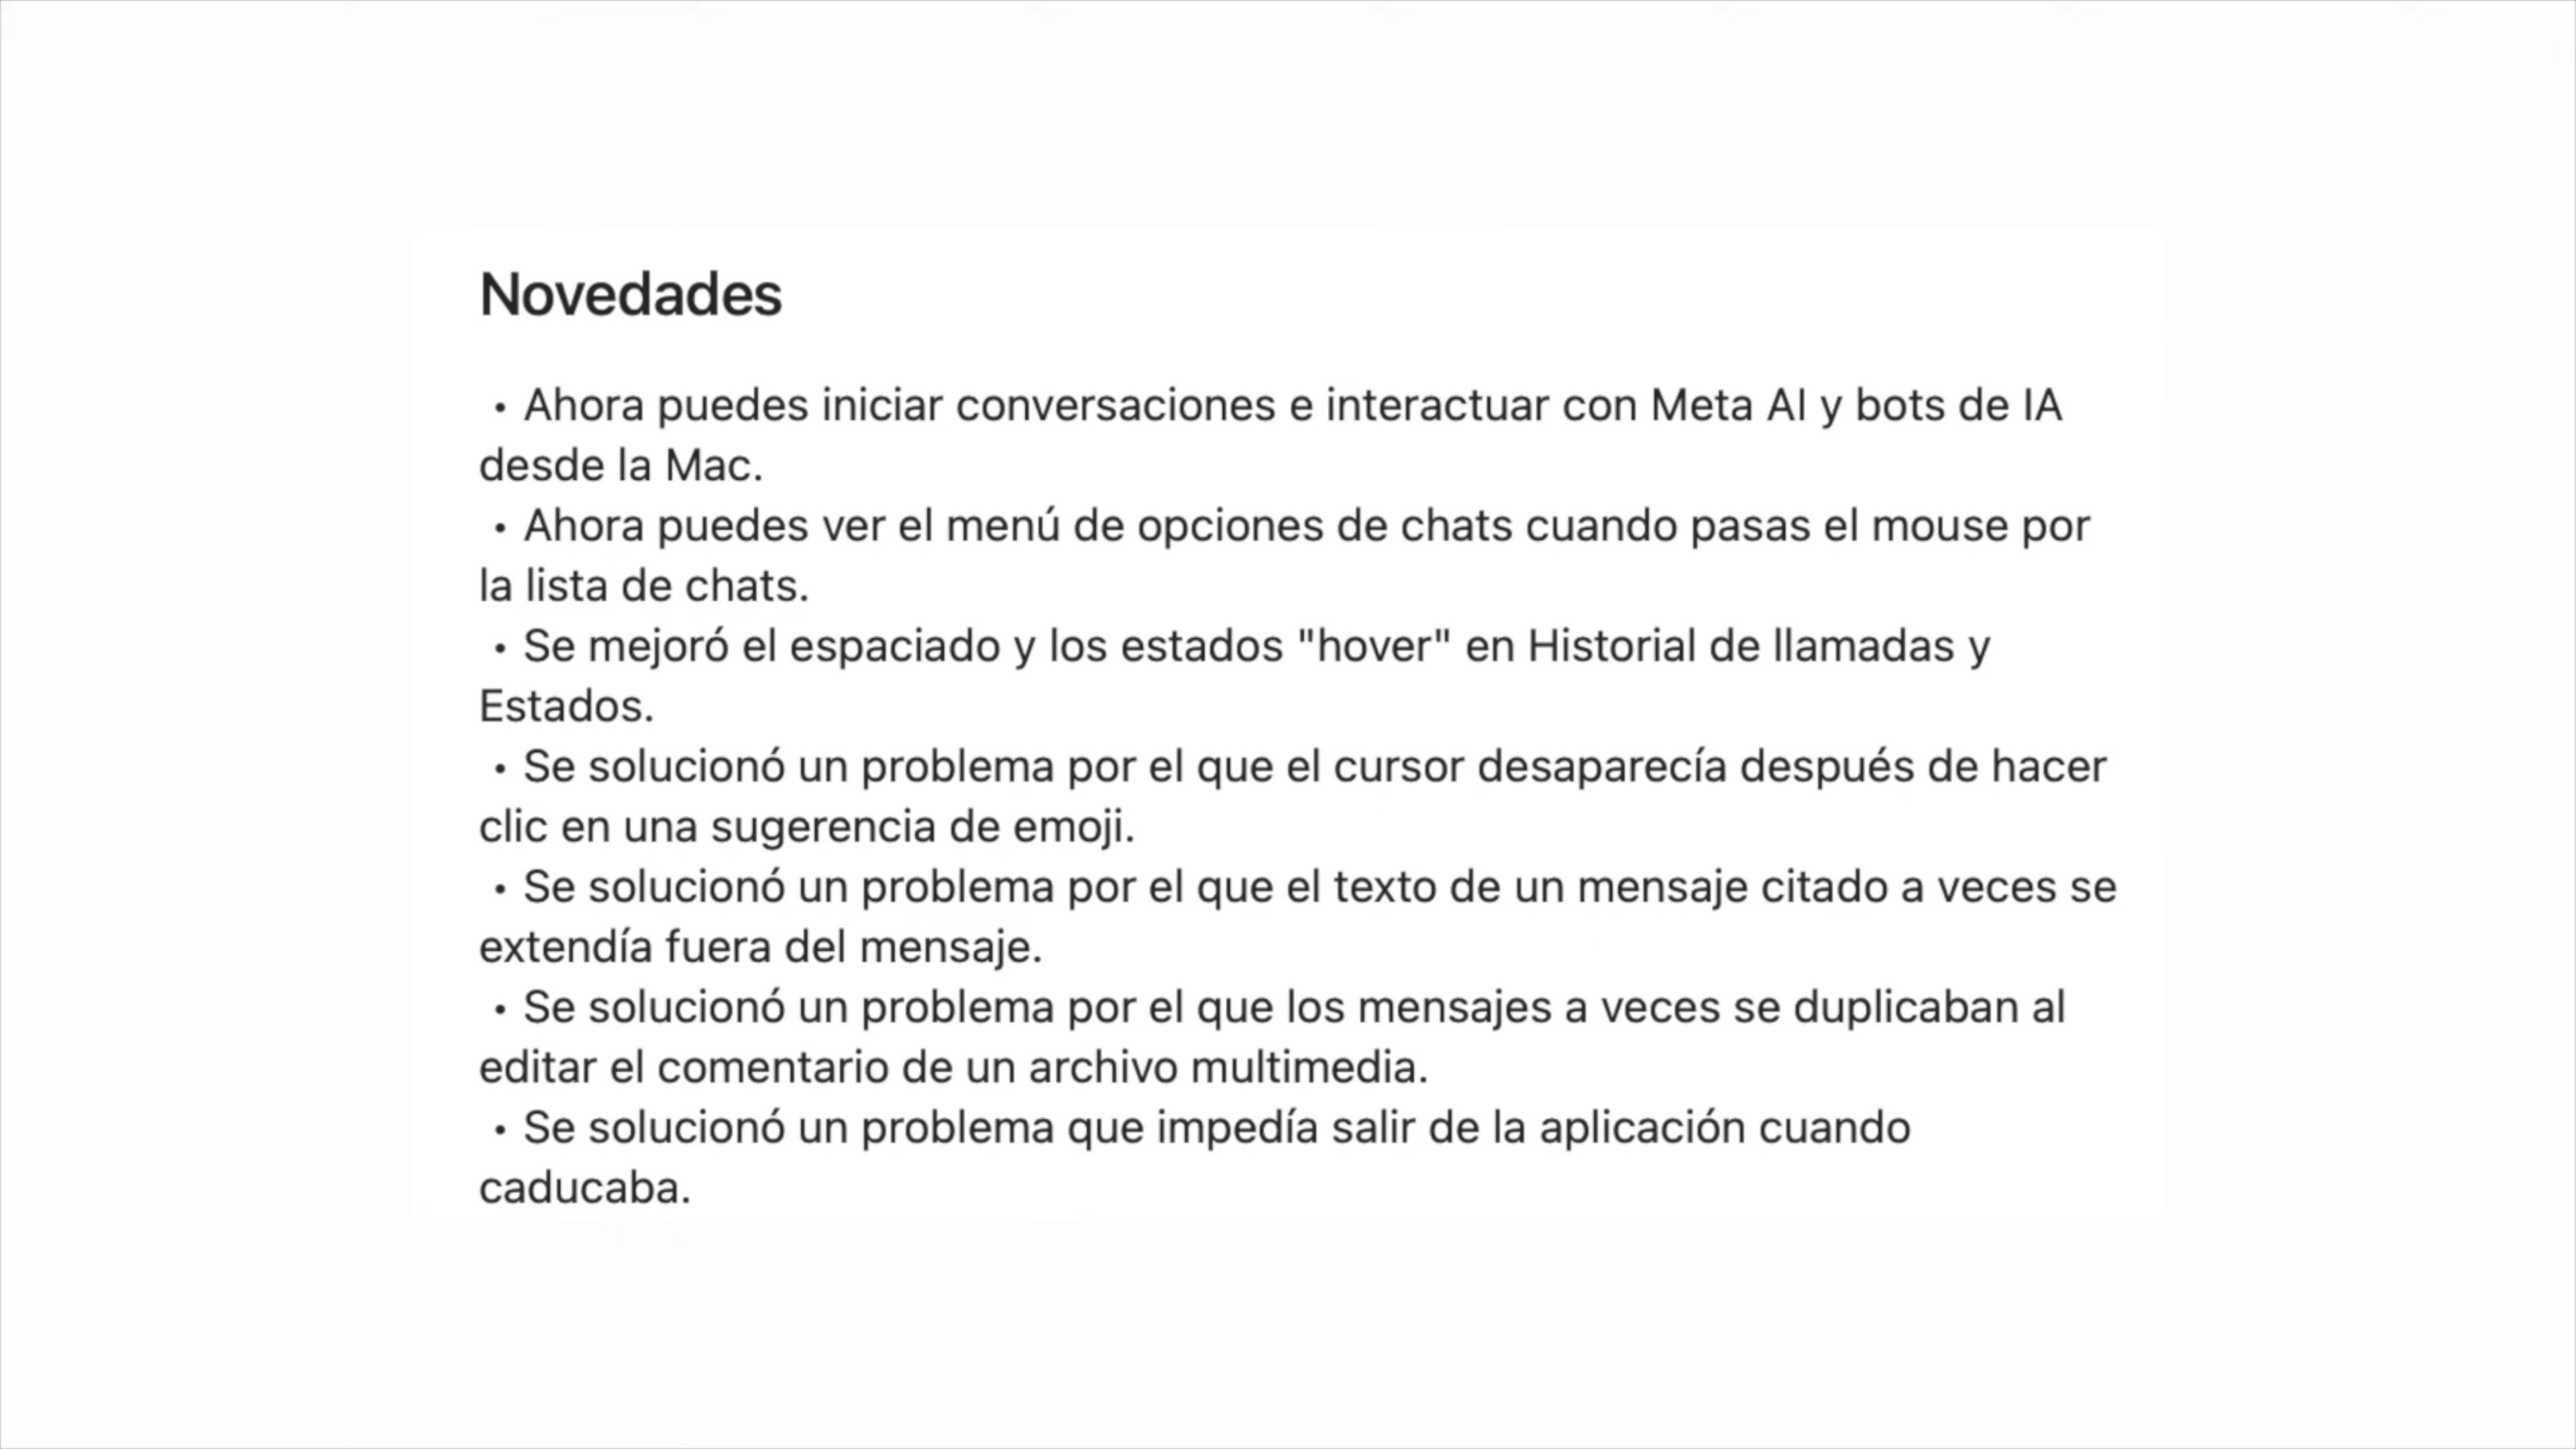 Novedades
• Ahora puedes iniciar conversaciones e interactuar con Meta AI y bots de IA
desde la Mac.
• Ahora puedes ver el menú de opciones de chats cuando pasas el mouse por
la lista de chats.
• Se mejoró el espaciado y los estados "hover" en Historial de llamadas y
Estados.
• Se solucionó un problema por el que el cursor desaparecía después de hacer
clic en una sugerencia de emoji.
• Se solucionó un problema por el que el texto de un mensaje citado a veces se
extendía fuera del mensaje.
• Se solucionó un problema por el que los mensajes a veces se duplicaban al
editar el comentario de un archivo multimedia.
• Se solucionó un problema que impedía salir de la aplicación cuando
caducaba.